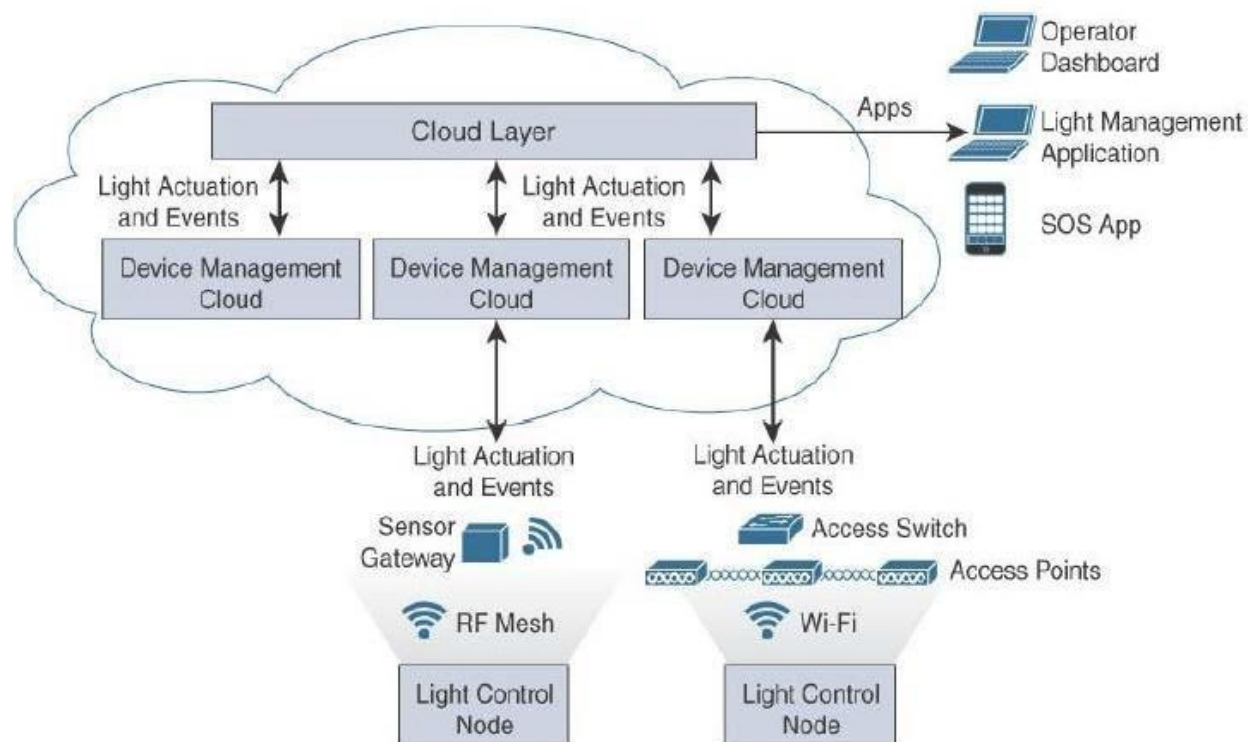 Operator
Dashboard
Apps
Cloud Layer
Light Management
Application
Light Actuation
and Events
Light Actuation
and Events
SOS App
Device Management
Cloud
Device Management
Cloud
Device Management
Cloud
Light Actuation
and Events
Light Actuation
and Events
Sensor
Gateway
Access Switch
Access Points
RF Mesh
Wi-Fi
Light Control
Node
Light Control
Node